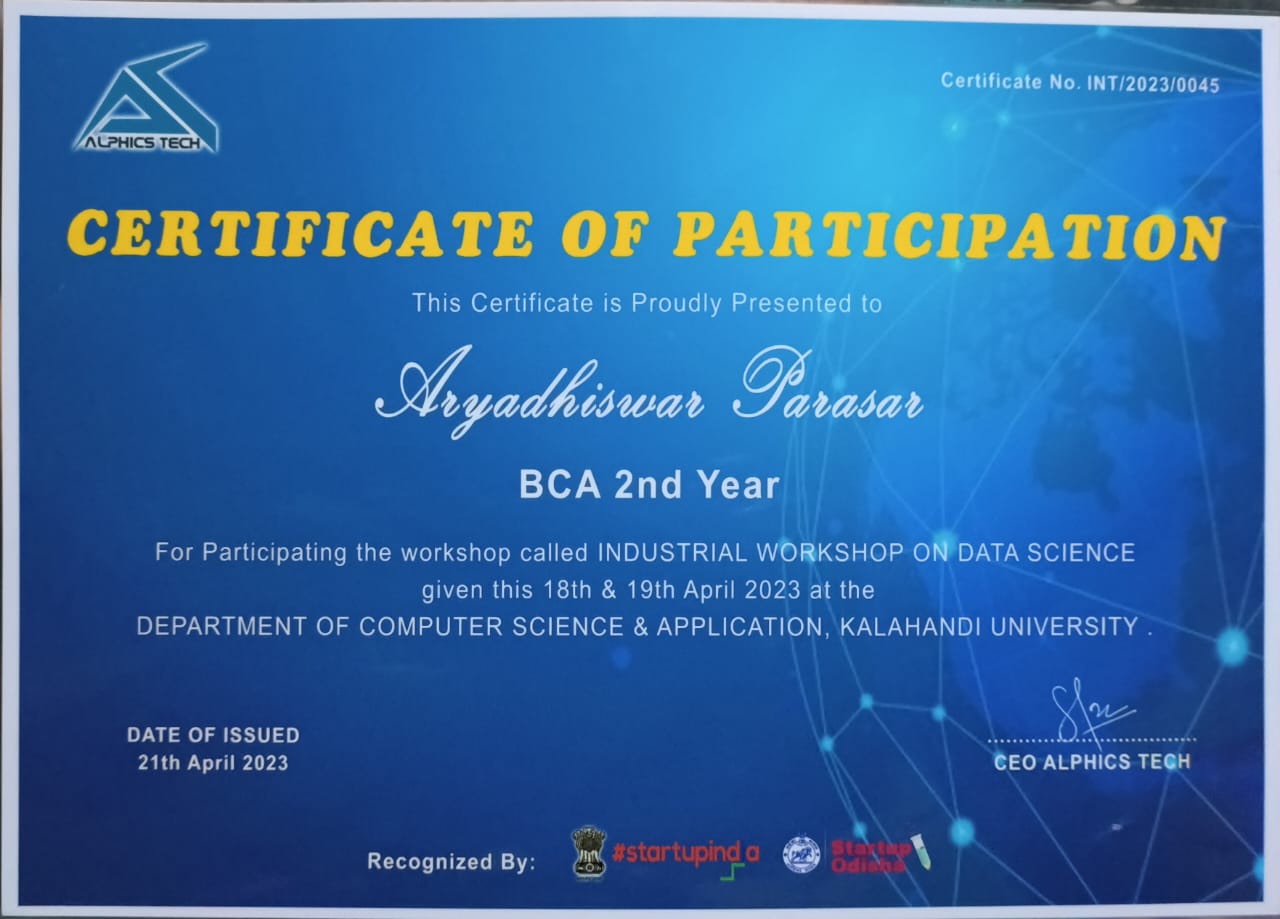 ALPHICS TECH
Certificate No. INT/2023/0045
CERTIFICATE OF PARTICIPATION
This Certificate is Proudly Presented to
Aryadhiswar Parasar
BCA 2nd Year
For Participating the workshop called INDUSTRIAL WORKSHOP ON DATA SCIENCE
given this 18th & 19th April 2023 at the
DEPARTMENT OF COMPUTER SCIENCE & APPLICATION, KALAHANDI UNIVERSITY .
DATE OF ISSUED
21th April 2023
CEO ALPHICS TECH
Recognized By:
#startupind a
Startup
Odisha